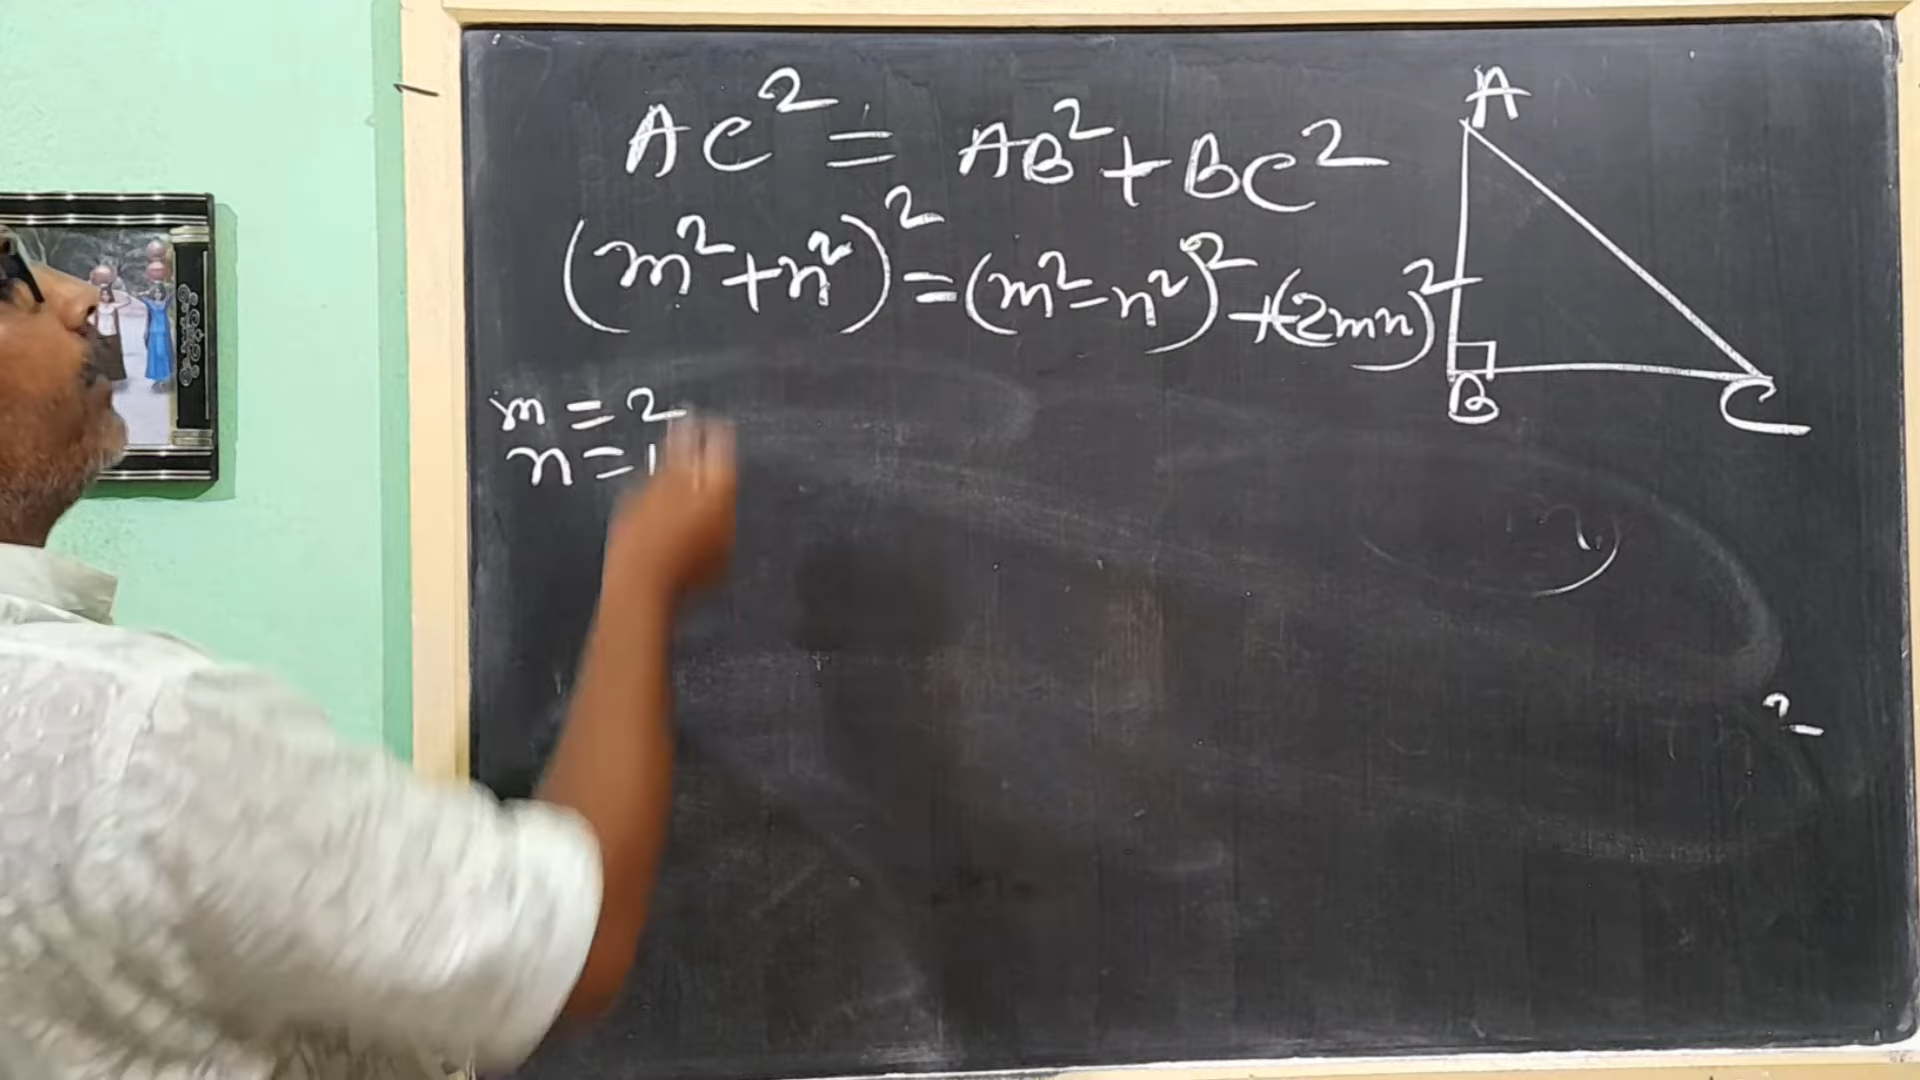 AC² = AB² + BC²
(m² + n²)² = (m² - n²)² + (2mn)²
m = 2
n = 1
A
B
C